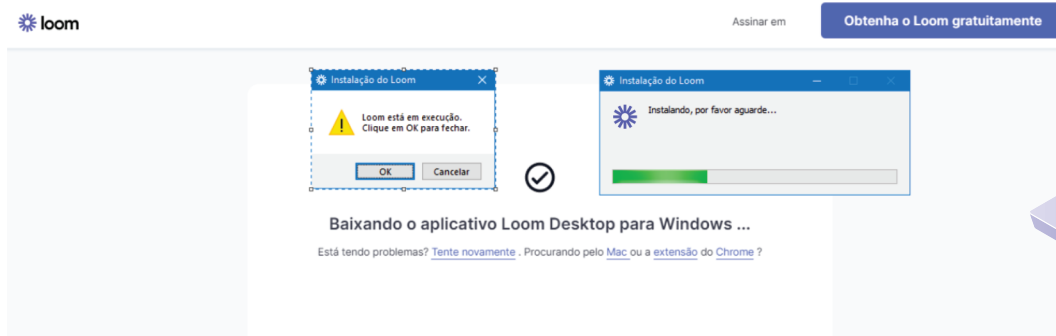 loom
Assinar em
Obtenha o Loom gratuitamente
Instalação do Loom
Loom está em execução.
Clique em OK para fechar.
OK Cancelar
Instalação do Loom
Instalando, por favor aguarde...
Baixando o aplicativo Loom Desktop para Windows ...
Está tendo problemas? Tente novamente . Procurando pelo Mac ou a extensão do Chrome ?